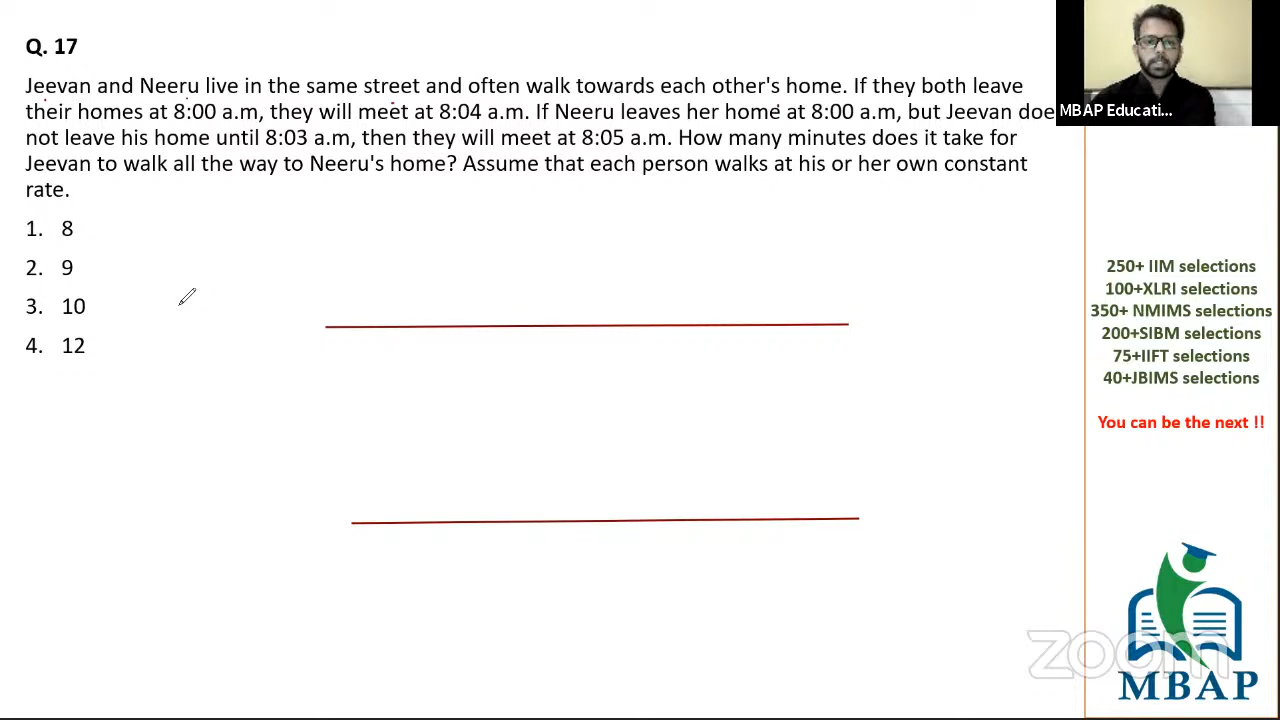 Q. 17
Jeevan and Neeru live in the same street and often walk towards each other's home. If they both leave
their homes at 8:00 a.m, they will meet at 8:04 a.m. If Neeru leaves her home at 8:00 a.m, but Jeevan doe
not leave his home until 8:03 a.m, then they will meet at 8:05 a.m. How many minutes does it take for
Jeevan to walk all the way to Neeru's home? Assume that each person walks at his or her own constant
rate.
1. 8
2. 9
3. 10
4. 12
MBAP Educati...
250+ IIM selections
100+XLRI selections
350+ NMIMS selections
200+SIBM selections
75+IIFT selections
40+JBIMS selections
You can be the next !!
zoom
MBAP